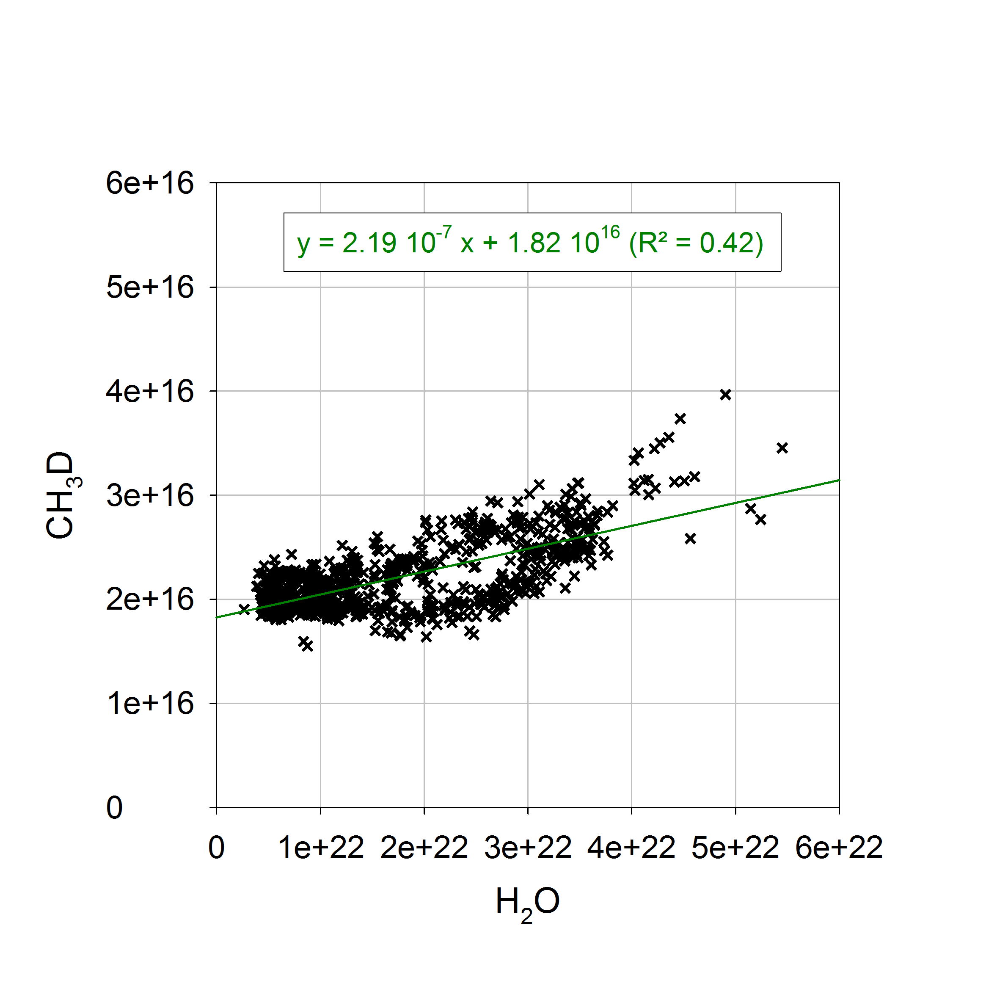 6e+16
y = 2.19 10⁻⁷ x + 1.82 10¹⁶ (R² = 0.42)
5e+16
4e+16
3e+16
CH₃D
2e+16
1e+16
0
0 1e+22 2e+22 3e+22 4e+22 5e+22 6e+22
H₂O